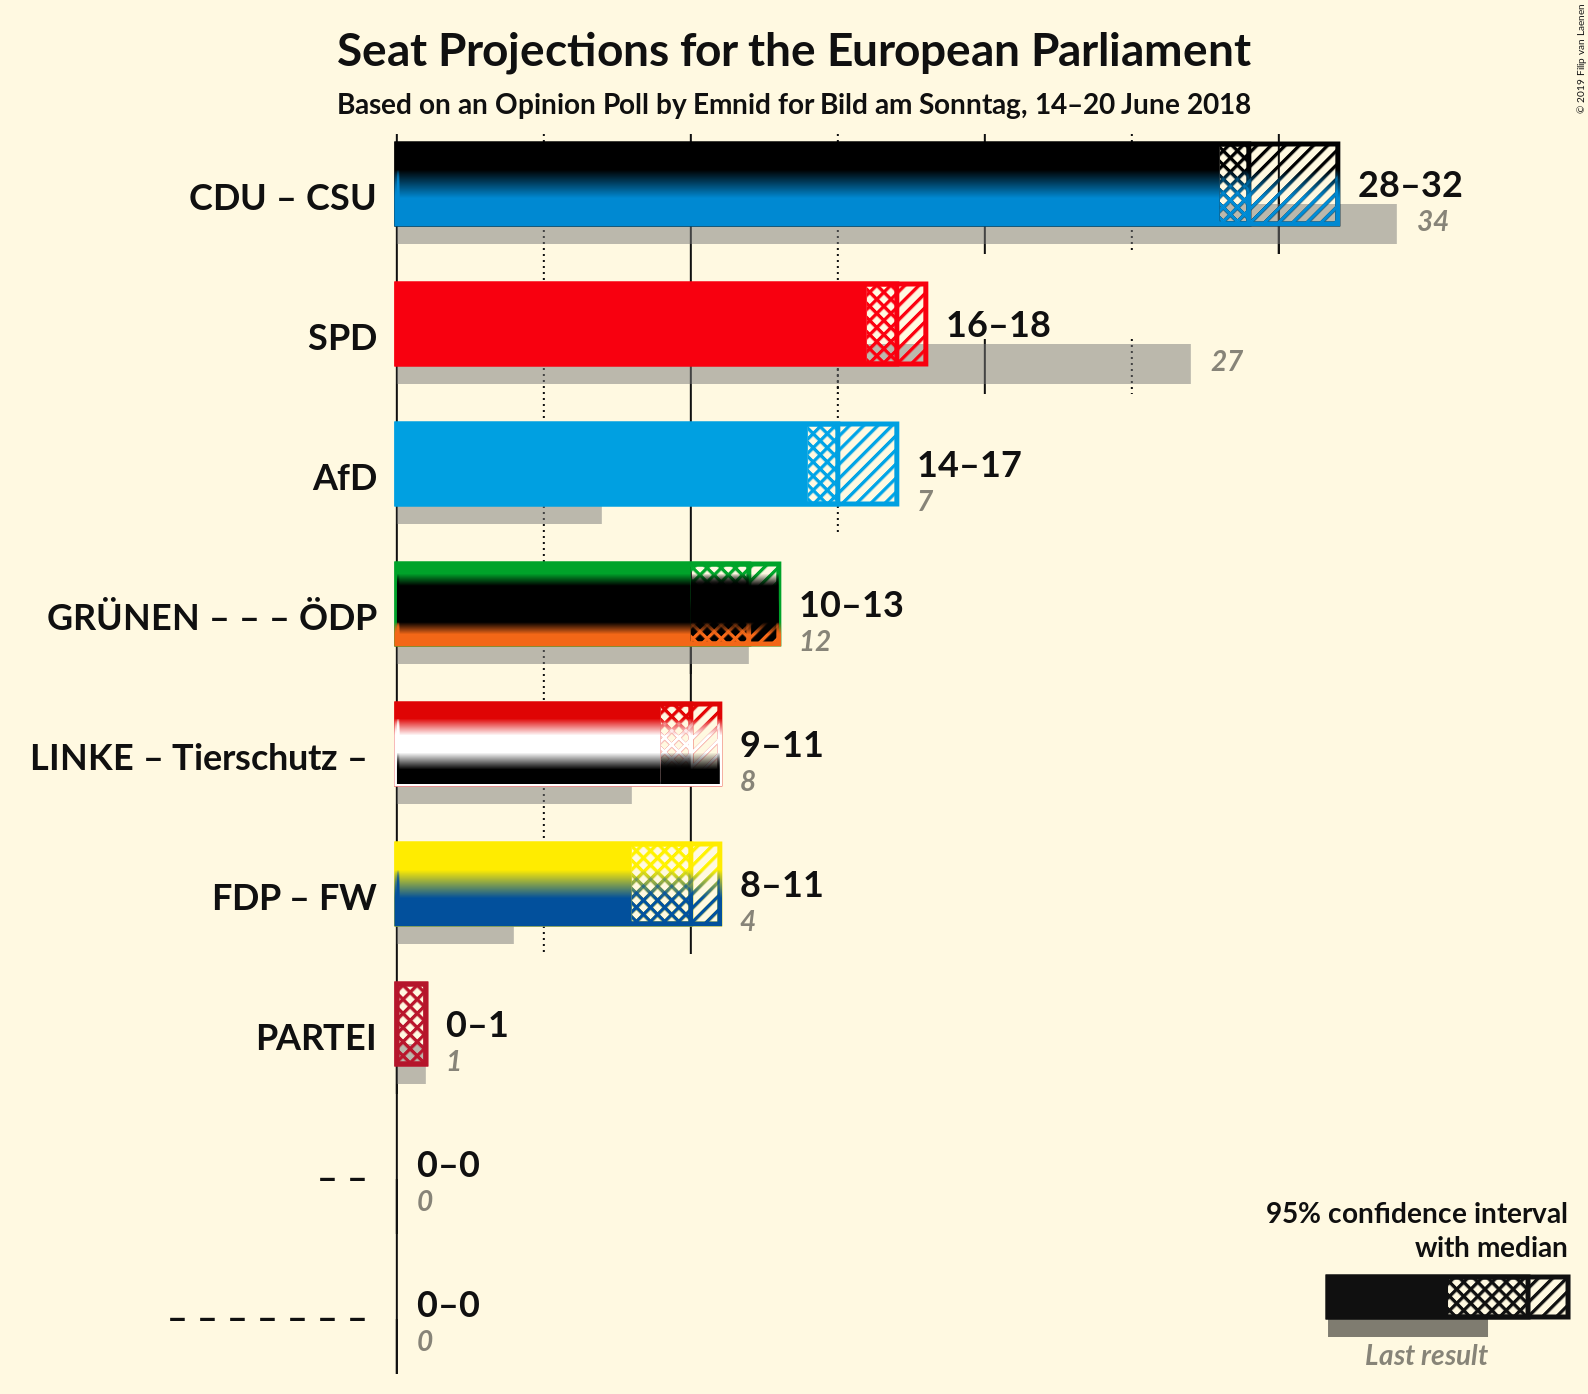 Seat Projections for the European Parliament
Based on an Opinion Poll by Emnid for Bild am Sonntag, 14–20 June 2018
© 2019 Filip van Laenen
CDU – CSU
28–32
34
SPD
16–18
27
AfD
14–17
7
GRÜNEN – – – ÖDP
10–13
12
LINKE – Tierschutz –
9–11
8
FDP – FW
8–11
4
PARTEI
0–1
1
– –
0–0
0
– – – – – – –
0–0
0
95% confidence interval
with median
Last result